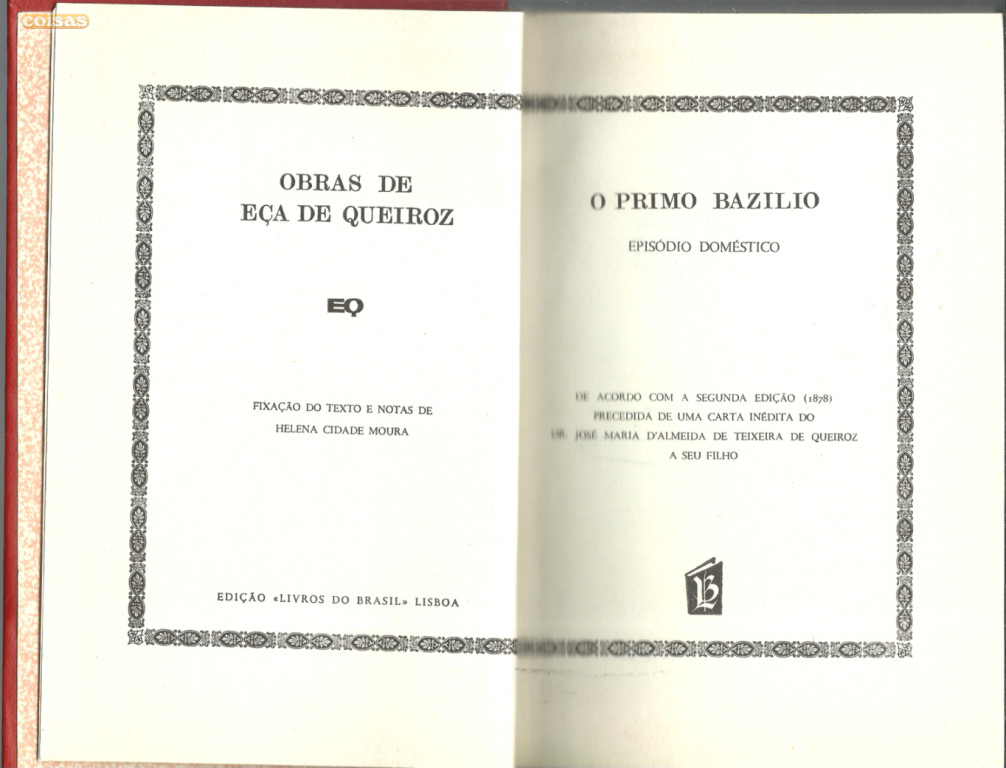 coisas
OBRAS DE
EÇA DE QUEIROZ
EQ
FIXAÇÃO DO TEXTO E NOTAS DE
HELENA CIDADE MOURA
EDIÇÃO «LIVROS DO BRASIL» LISBOA
O PRIMO BAZILIO
EPISÓDIO DOMÉSTICO
DE ACORDO COM A SEGUNDA EDIÇÃO (1878)
PRECEDIDA DE UMA CARTA INÉDITA DO
DR. JOSÉ MARIA D'ALMEIDA DE TEIXEIRA DE QUEIROZ
A SEU FILHO
LB